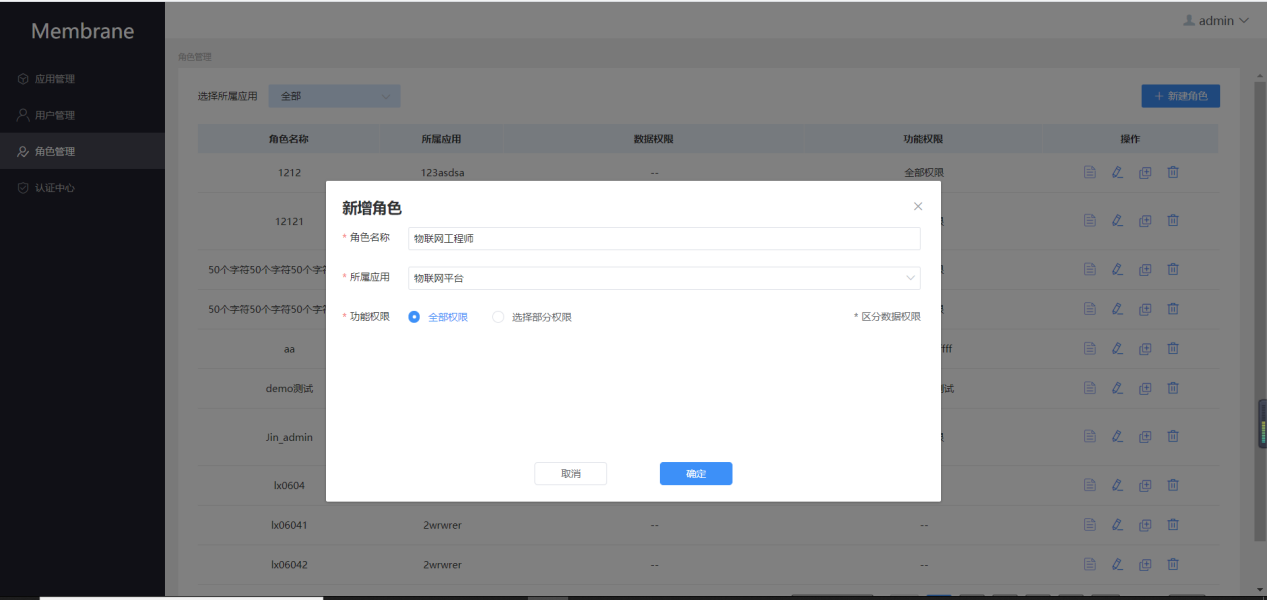 Membrane
admin
应用管理
用户管理
角色管理
认证中心
角色管理
选择所属应用 全部
+ 新建角色
角色名称 所属应用 数据权限 功能权限 操作
1212 123asdsa -- 全部权限
12121
50个字符50个字符50个字符
50个字符50个字符50个字符
aa
demo测试
Jin_admin
lx0604
lx06041 2wrwrer -- --
lx06042 2wrwrer -- --
新增角色
* 角色名称 物联网工程师
* 所属应用 物联网平台
* 功能权限 全部权限 选择部分权限 * 区分数据权限
取消 确定